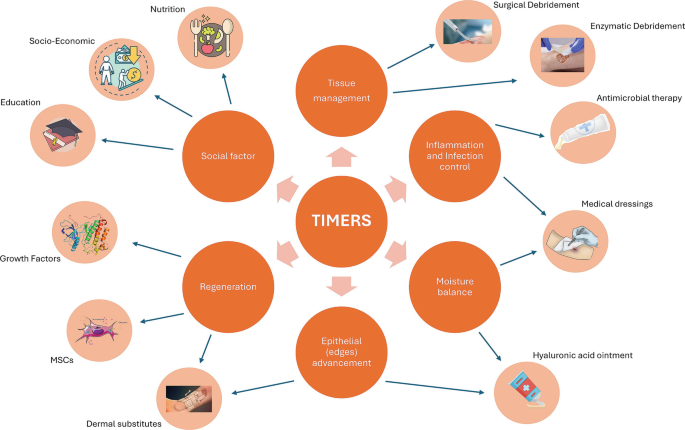 Nutrition
Surgical Debridement
Enzymatic Debridement
Socio-Economic
Education
Tissue
management
Antimicrobial therapy
Social factor
Inflammation
and Infection
control
TIMERS
Medical dressings
Growth Factors
Regeneration
Moisture
balance
MSCs
Epithelial
(edges)
advancement
Hyaluronic acid ointment
Dermal substitutes